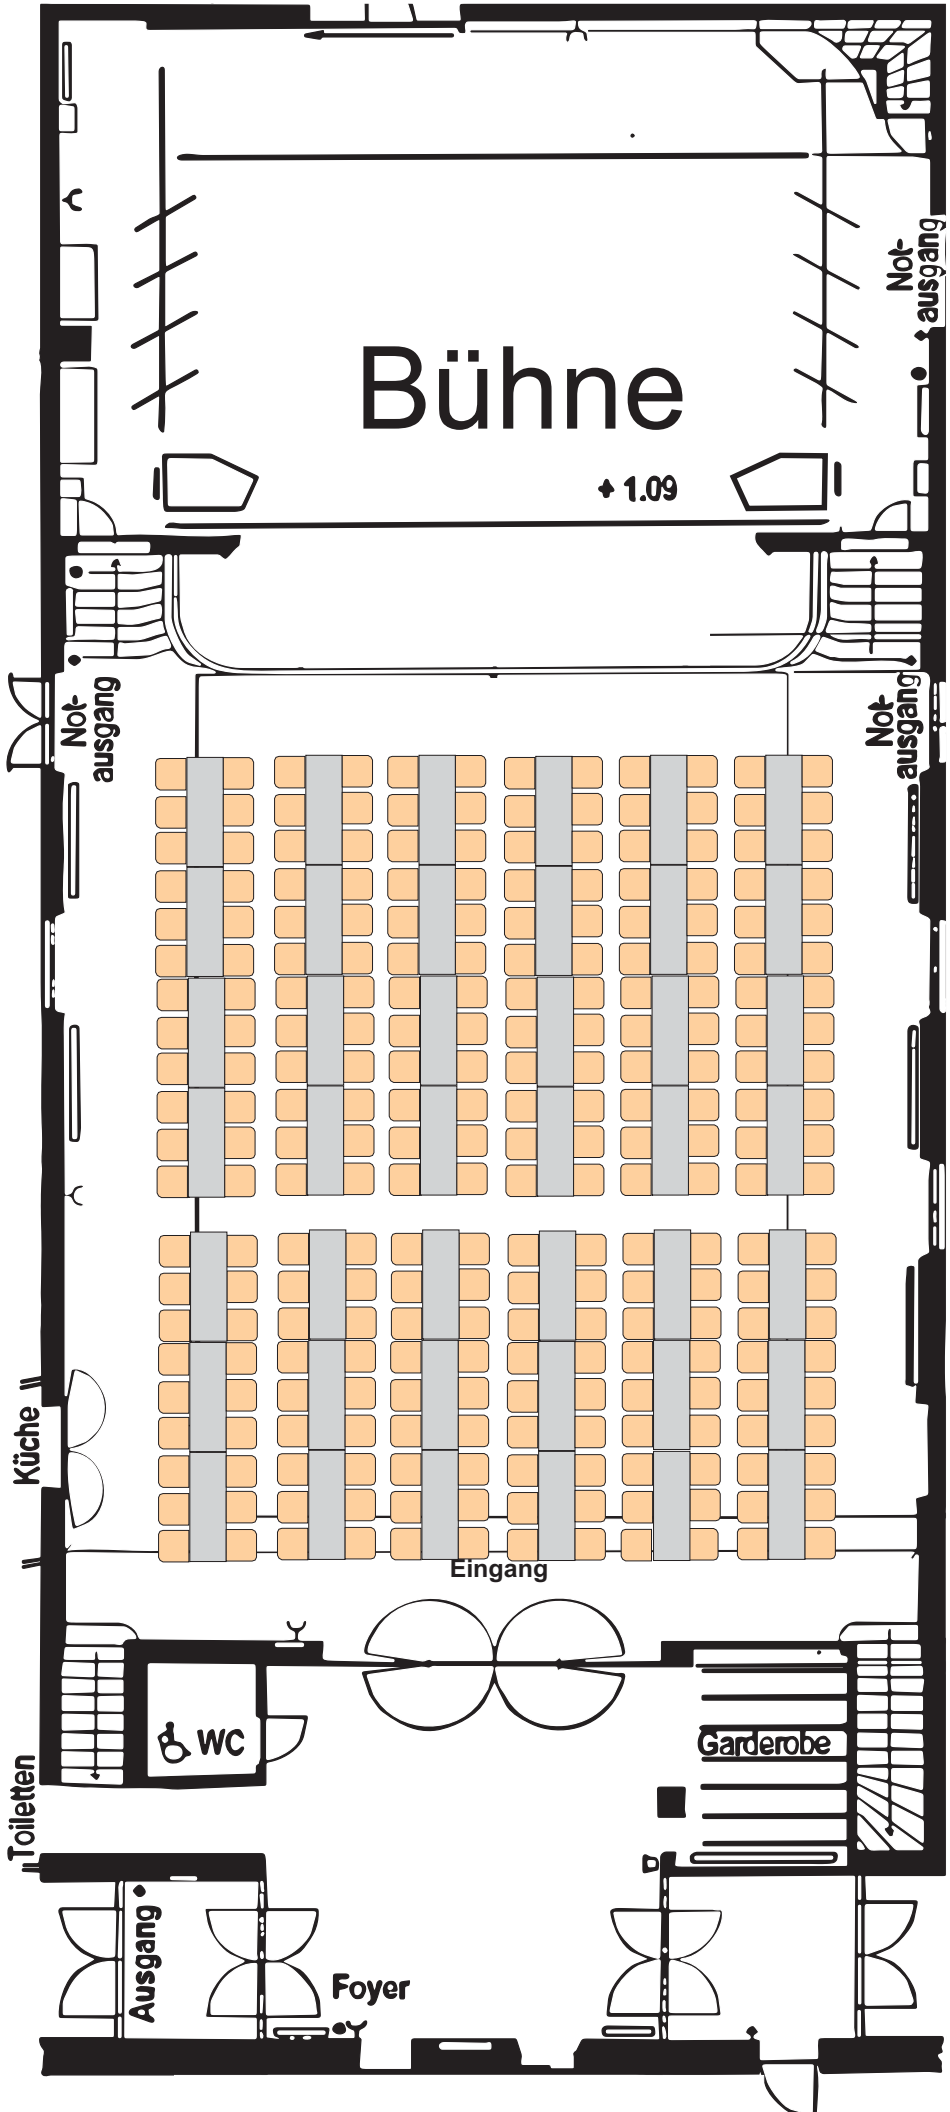 Not-
ausgang
Bühne
+ 1.09
Not-
ausgang
Not-
ausgang
Küche
Eingang
WC
Garderobe
Toiletten
Ausgang
Foyer